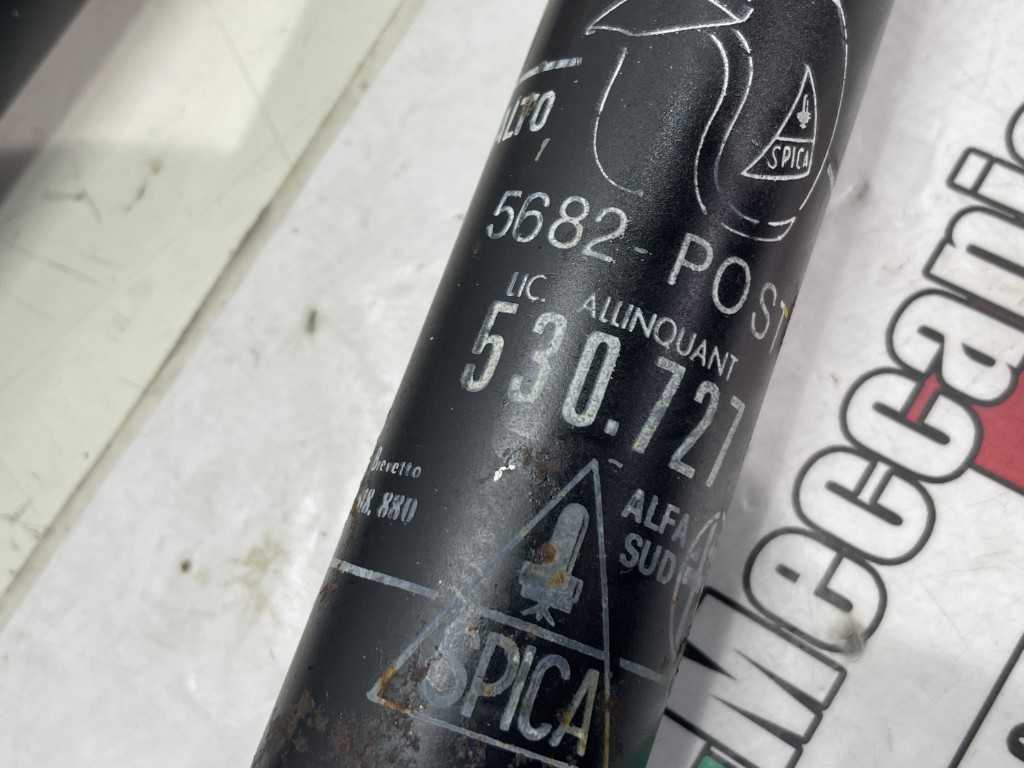 ALTO
SPICA
5682-POST
LIC. ALLINQUANT
530.727
Brevetto
880
ALFA
SUD
SPICA
Meccanic